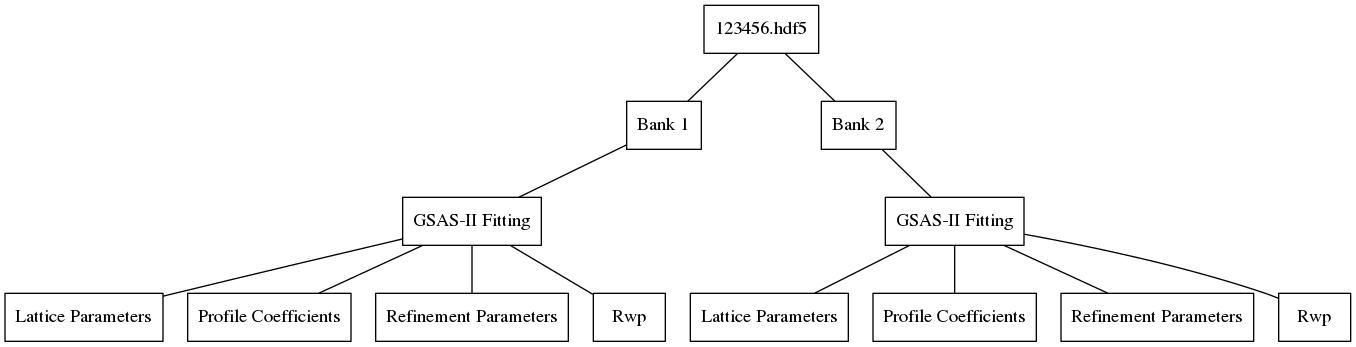 123456.hdf5
Bank 1
Bank 2
GSAS-II Fitting
GSAS-II Fitting
Lattice Parameters
Profile Coefficients
Refinement Parameters
Rwp
Lattice Parameters
Profile Coefficients
Refinement Parameters
Rwp